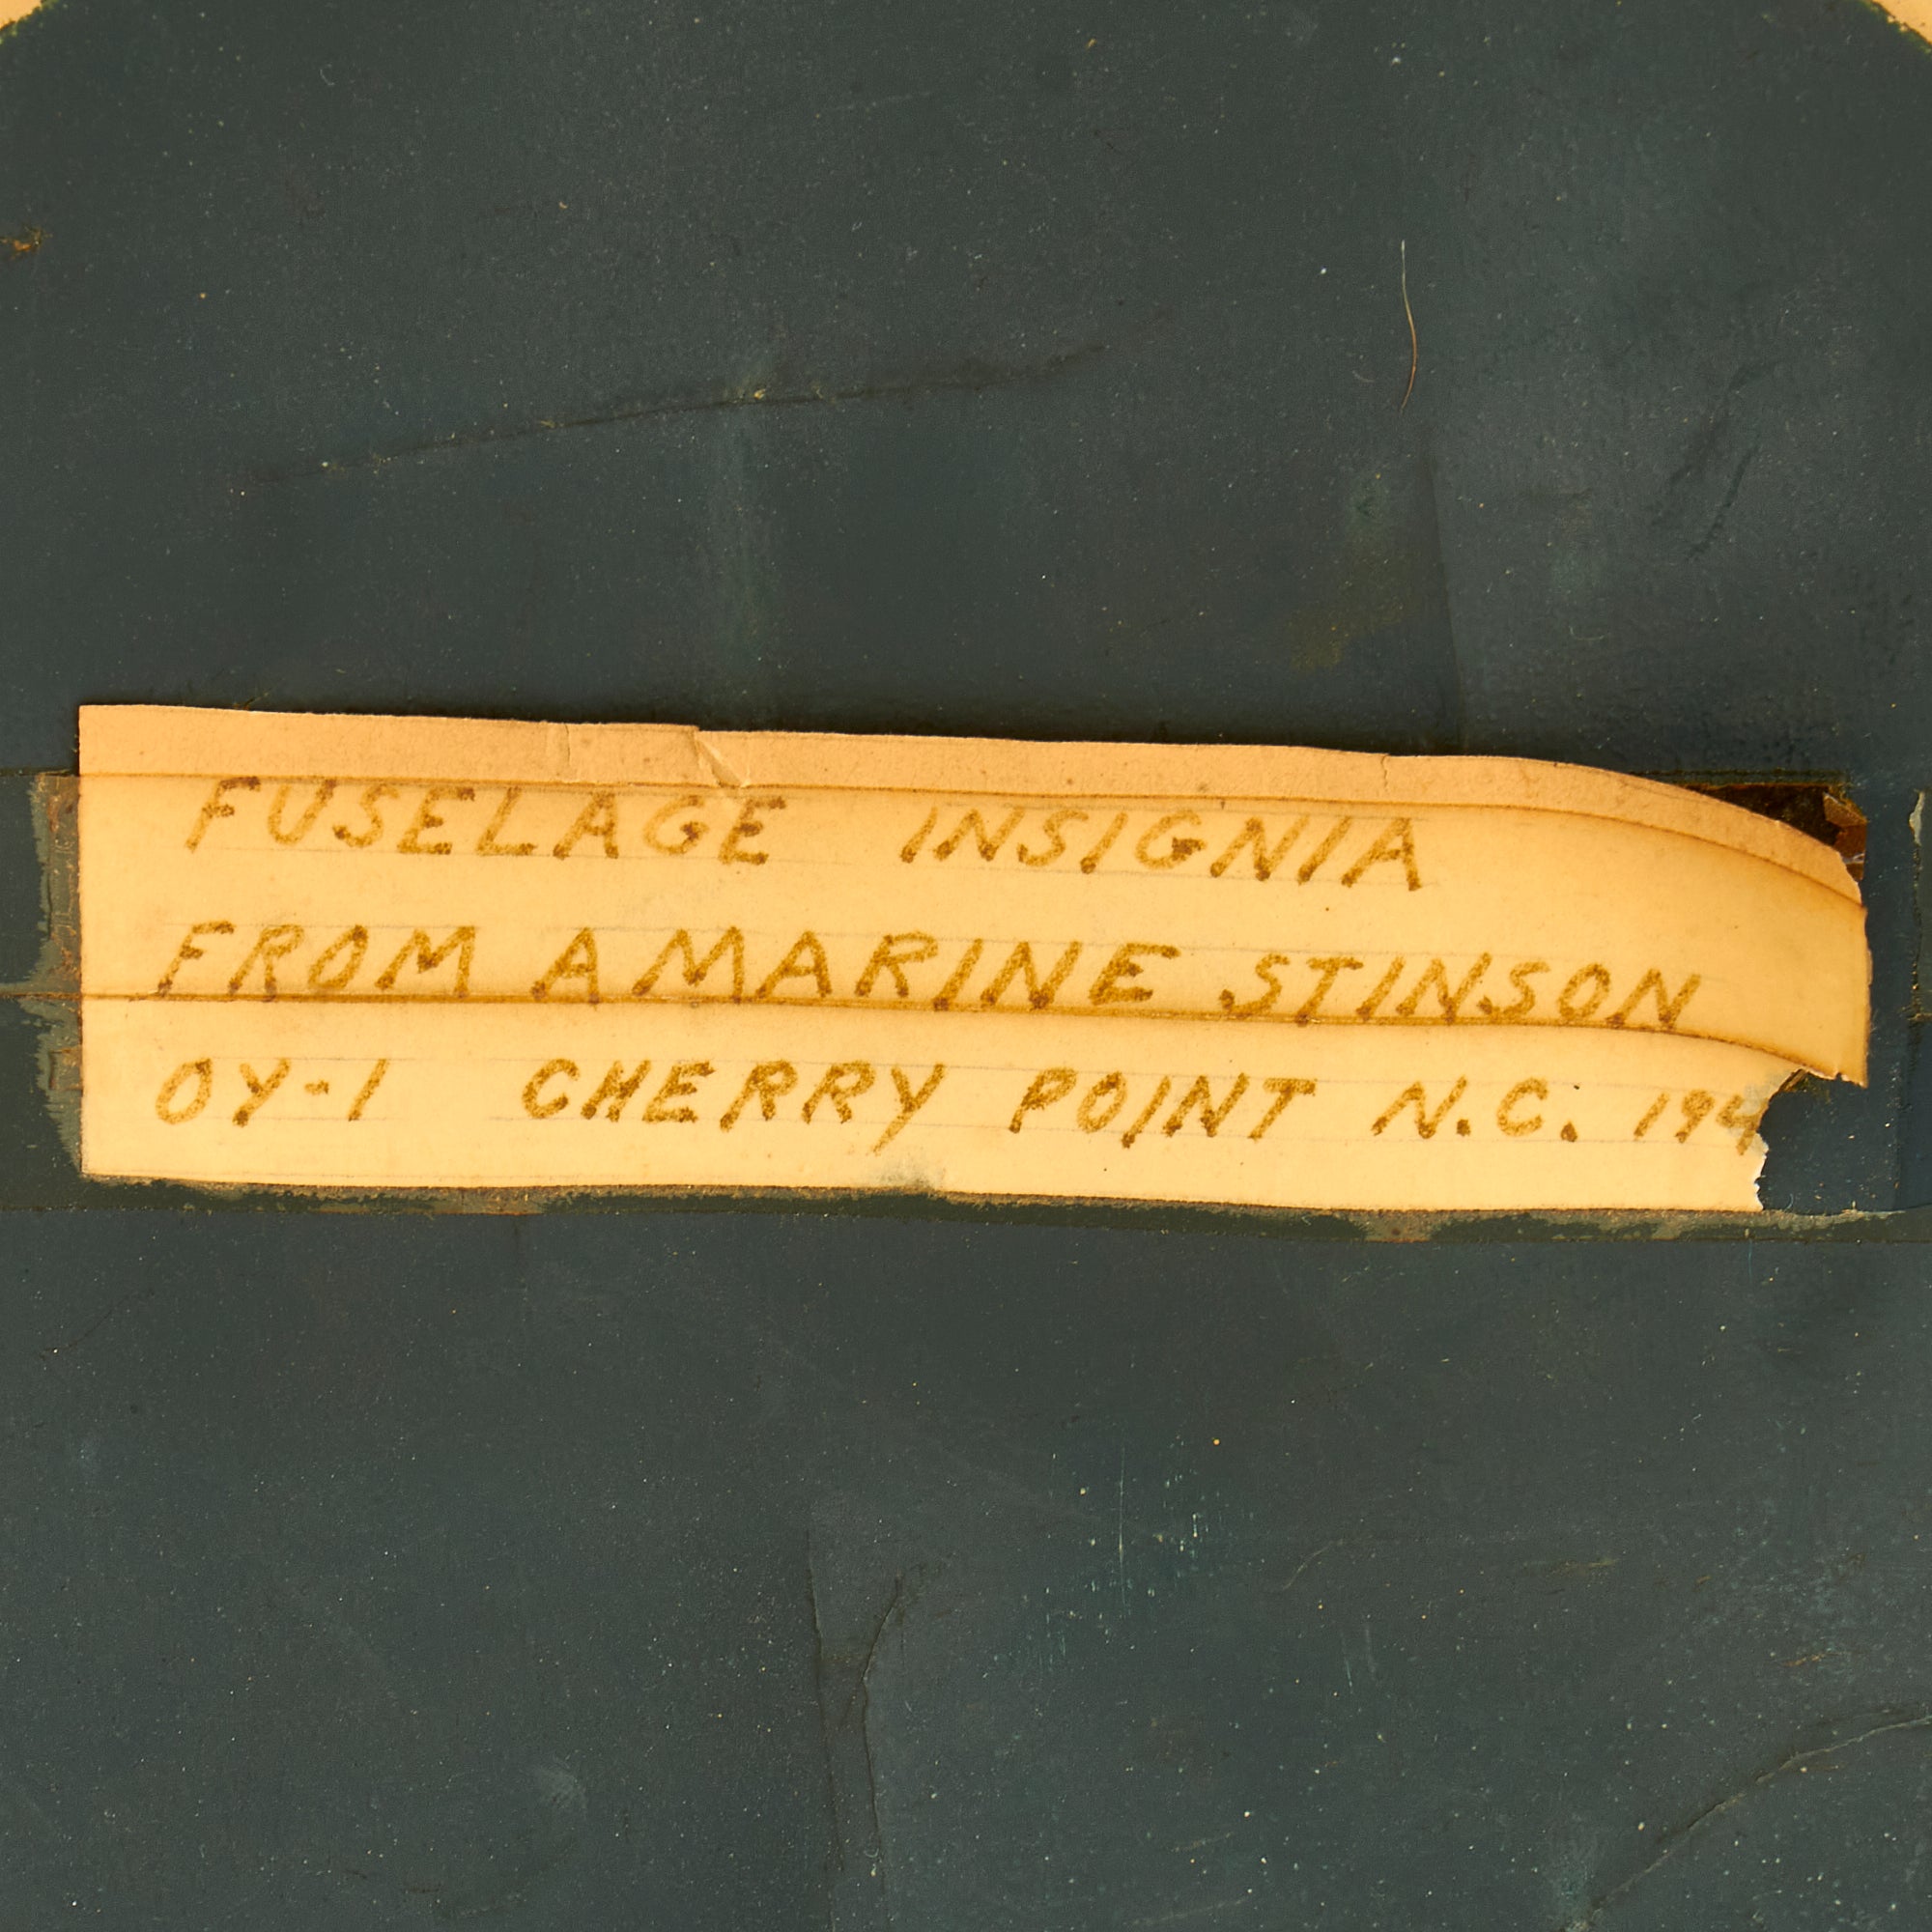 FUSELAGE INSIGNIA
FROM A MARINE STINSON
OY-1 CHERRY POINT N.C. 194